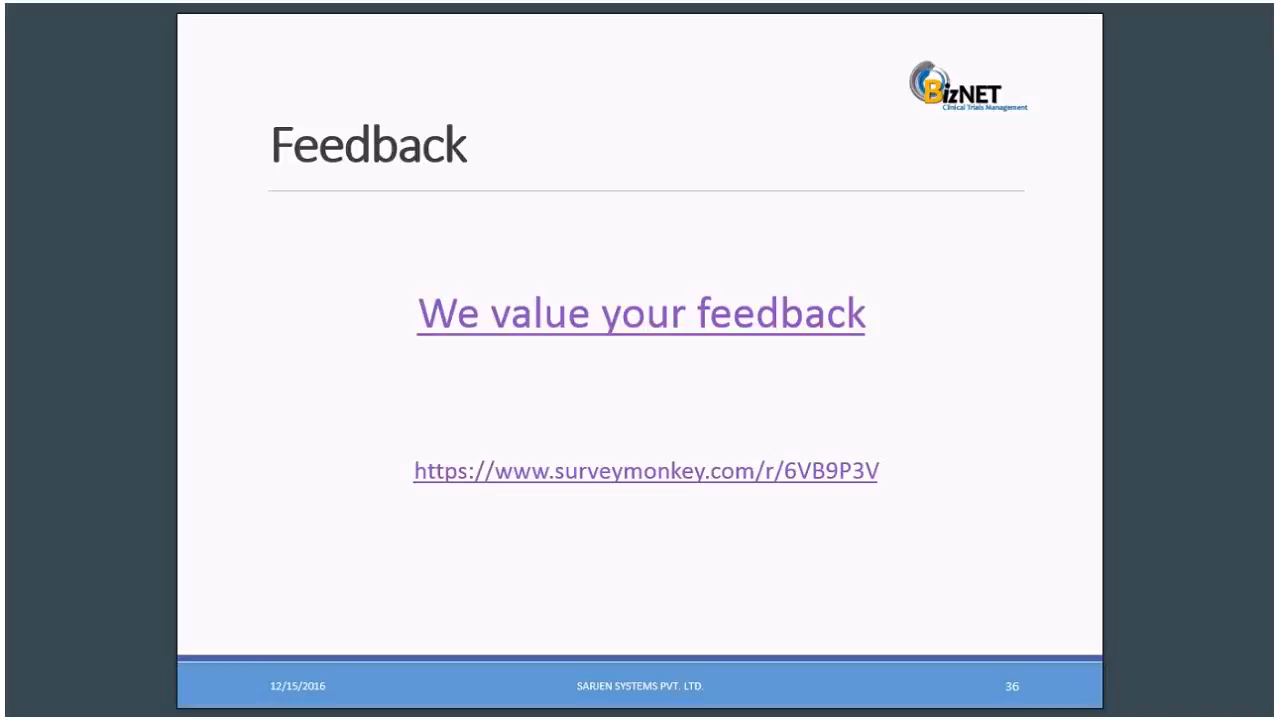 BizNET
Clinical Trials Management
Feedback
We value your feedback
https://www.surveymonkey.com/r/6VB9P3V
12/15/2016
SARJEN SYSTEMS PVT. LTD.
36